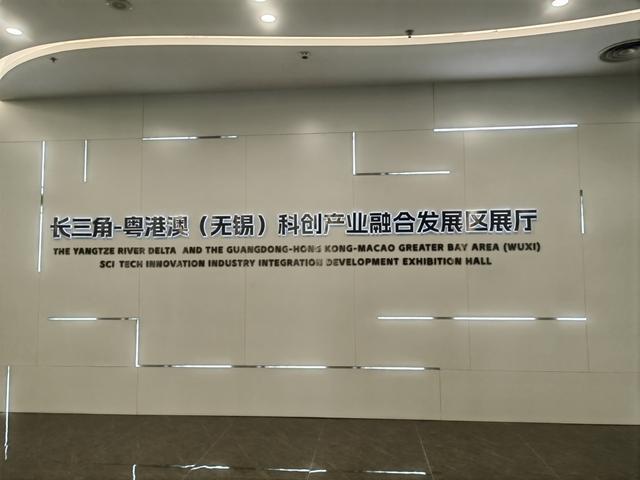 长三角-粤港澳（无锡）科创产业融合发展区展厅
THE YANGTZE RIVER DELTA AND THE GUANGDONG-HONG KONG-MACAO GREATER BAY AREA (WUXI)
SCI TECH INNOVATION INDUSTRY INTEGRATION DEVELOPMENT EXHIBITION HALL